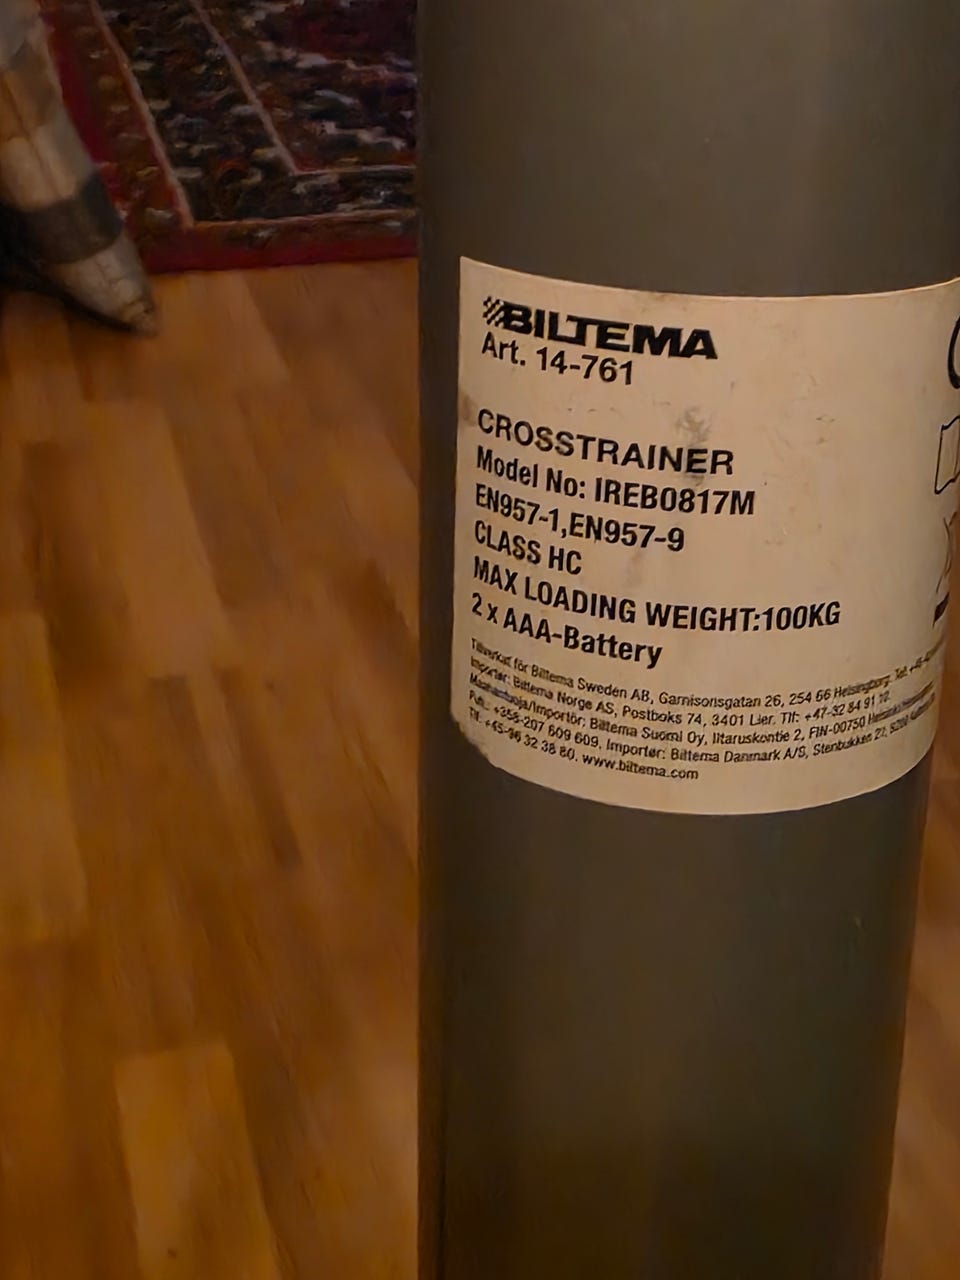 BILTEMA
Art. 14-761
CROSSTRAINER
Model No: IREB0817M
EN957-1,EN957-9
CLASS HC
MAX LOADING WEIGHT:100KG
2 x AAA-Battery
Tillverkat för Biltema Sweden AB, Garnisonsgatan 26, 254 66 Helsingborg. Tel: +46-
Importør: Biltema Norge AS, Postboks 74, 3401 Lier. Tlf: +47-32 84 91 10.
Maahantuoja/Importör: Biltema Suomi Oy, Iltaruskontie 2, FIN-00750
Puh. +358-207 609 609. Importør: Biltema Danmark A/S, Stenbukken
Tlf. +45-96 32 38 80. www.biltema.com